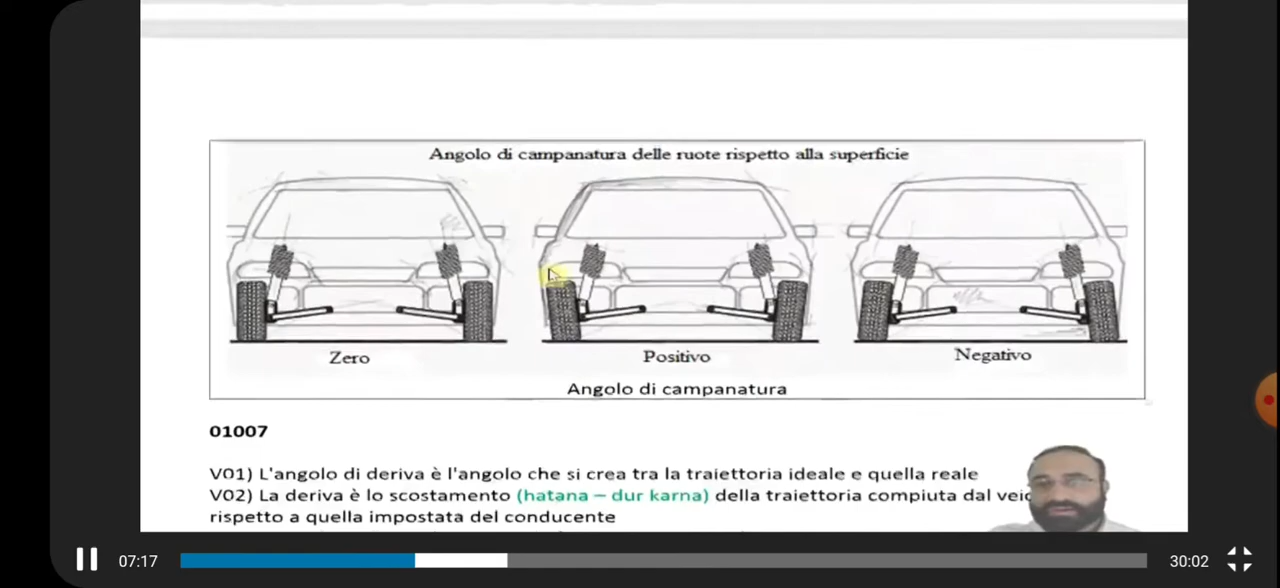 Angolo di campanatura delle ruote rispetto alla superficie
Zero
Positivo
Negativo
Angolo di campanatura
01007
V01) L'angolo di deriva è l'angolo che si crea tra la traiettoria ideale e quella reale
V02) La deriva è lo scostamento (hatana – dur karna) della traiettoria compiuta dal veic
rispetto a quella impostata del conducente
07:17
30:02